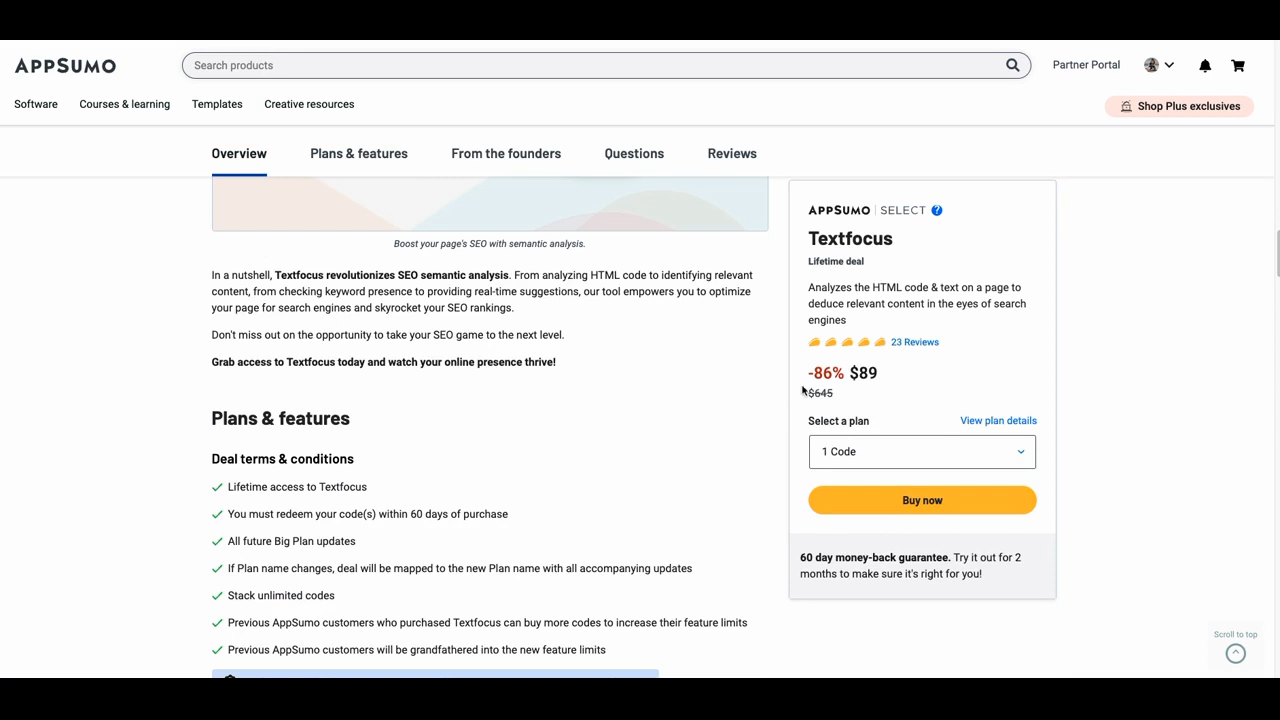 APPSUMO
Search products
Partner Portal
Software
Courses & learning
Templates
Creative resources
Shop Plus exclusives
Overview
Plans & features
From the founders
Questions
Reviews
Boost your page's SEO with semantic analysis.
In a nutshell, Textfocus revolutionizes SEO semantic analysis. From analyzing HTML code to identifying relevant
content, from checking keyword presence to providing real-time suggestions, our tool empowers you to optimize
your page for search engines and skyrocket your SEO rankings.
Don't miss out on the opportunity to take your SEO game to the next level.
Grab access to Textfocus today and watch your online presence thrive!
Plans & features
Deal terms & conditions
Lifetime access to Textfocus
You must redeem your code(s) within 60 days of purchase
All future Big Plan updates
If Plan name changes, deal will be mapped to the new Plan name with all accompanying updates
Stack unlimited codes
Previous AppSumo customers who purchased Textfocus can buy more codes to increase their feature limits
Previous AppSumo customers will be grandfathered into the new feature limits
APPSUMO | SELECT ?
Textfocus
Lifetime deal
Analyzes the HTML code & text on a page to
deduce relevant content in the eyes of search
engines
23 Reviews
-86% $89
$645
Select a plan
View plan details
1 Code
Buy now
60 day money-back guarantee. Try it out for 2
months to make sure it's right for you!
Scroll to top